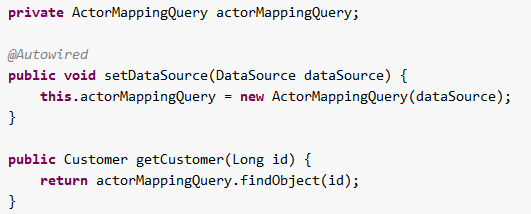 private ActorMappingQuery actorMappingQuery;
@Autowired
public void setDataSource(DataSource dataSource) {
    this.actorMappingQuery = new ActorMappingQuery(dataSource);
}
public Customer getCustomer(Long id) {
    return actorMappingQuery.findObject(id);
}